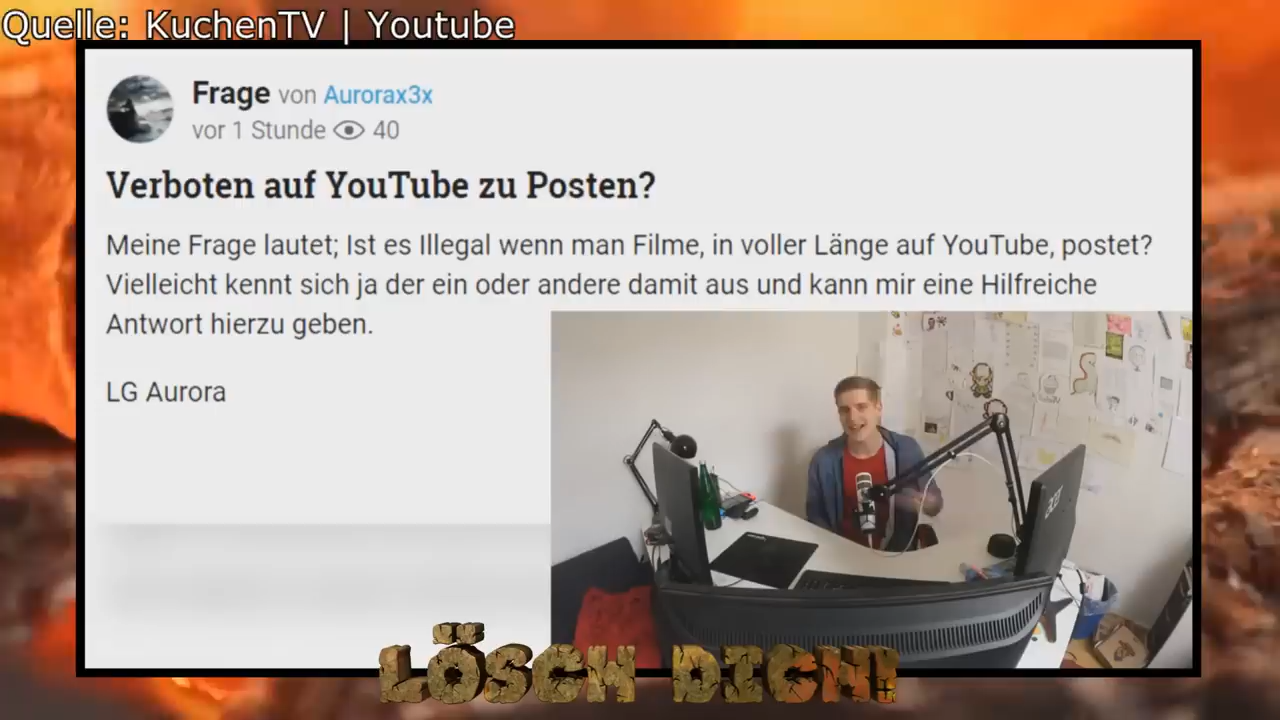 Quelle: KuchenTV | Youtube
Frage von Aurorax3x
vor 1 Stunde 40
Verboten auf YouTube zu Posten?
Meine Frage lautet; Ist es Illegal wenn man Filme, in voller Länge auf YouTube, postet?
Vielleicht kennt sich ja der ein oder andere damit aus und kann mir eine Hilfreiche
Antwort hierzu geben.
LG Aurora
acer
LÖSCH DICH!